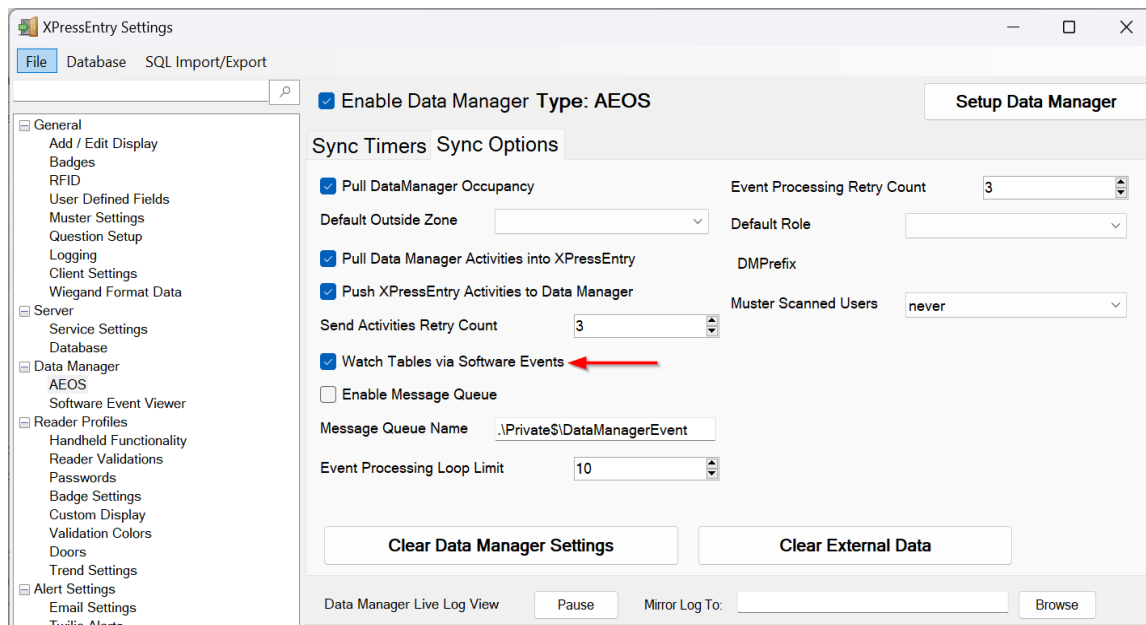 XPressEntry Settings
File Database SQL Import/Export
General
Add / Edit Display
Badges
RFID
User Defined Fields
Muster Settings
Question Setup
Logging
Client Settings
Wiegand Format Data
Server
Service Settings
Database
Data Manager
AEOS
Software Event Viewer
Reader Profiles
Handheld Functionality
Reader Validations
Passwords
Badge Settings
Custom Display
Validation Colors
Doors
Trend Settings
Alert Settings
Email Settings
Twilio Alerts
Enable Data Manager Type: AEOS
Setup Data Manager
Sync Timers Sync Options
Pull DataManager Occupancy
Default Outside Zone
Pull Data Manager Activities into XPressEntry
Push XPressEntry Activities to Data Manager
Send Activities Retry Count 3
Watch Tables via Software Events
Enable Message Queue
Message Queue Name .\Private$\DataManagerEvent
Event Processing Loop Limit 10
Event Processing Retry Count 3
Default Role
DMPrefix
Muster Scanned Users never
Clear Data Manager Settings Clear External Data
Data Manager Live Log View Pause Mirror Log To: Browse